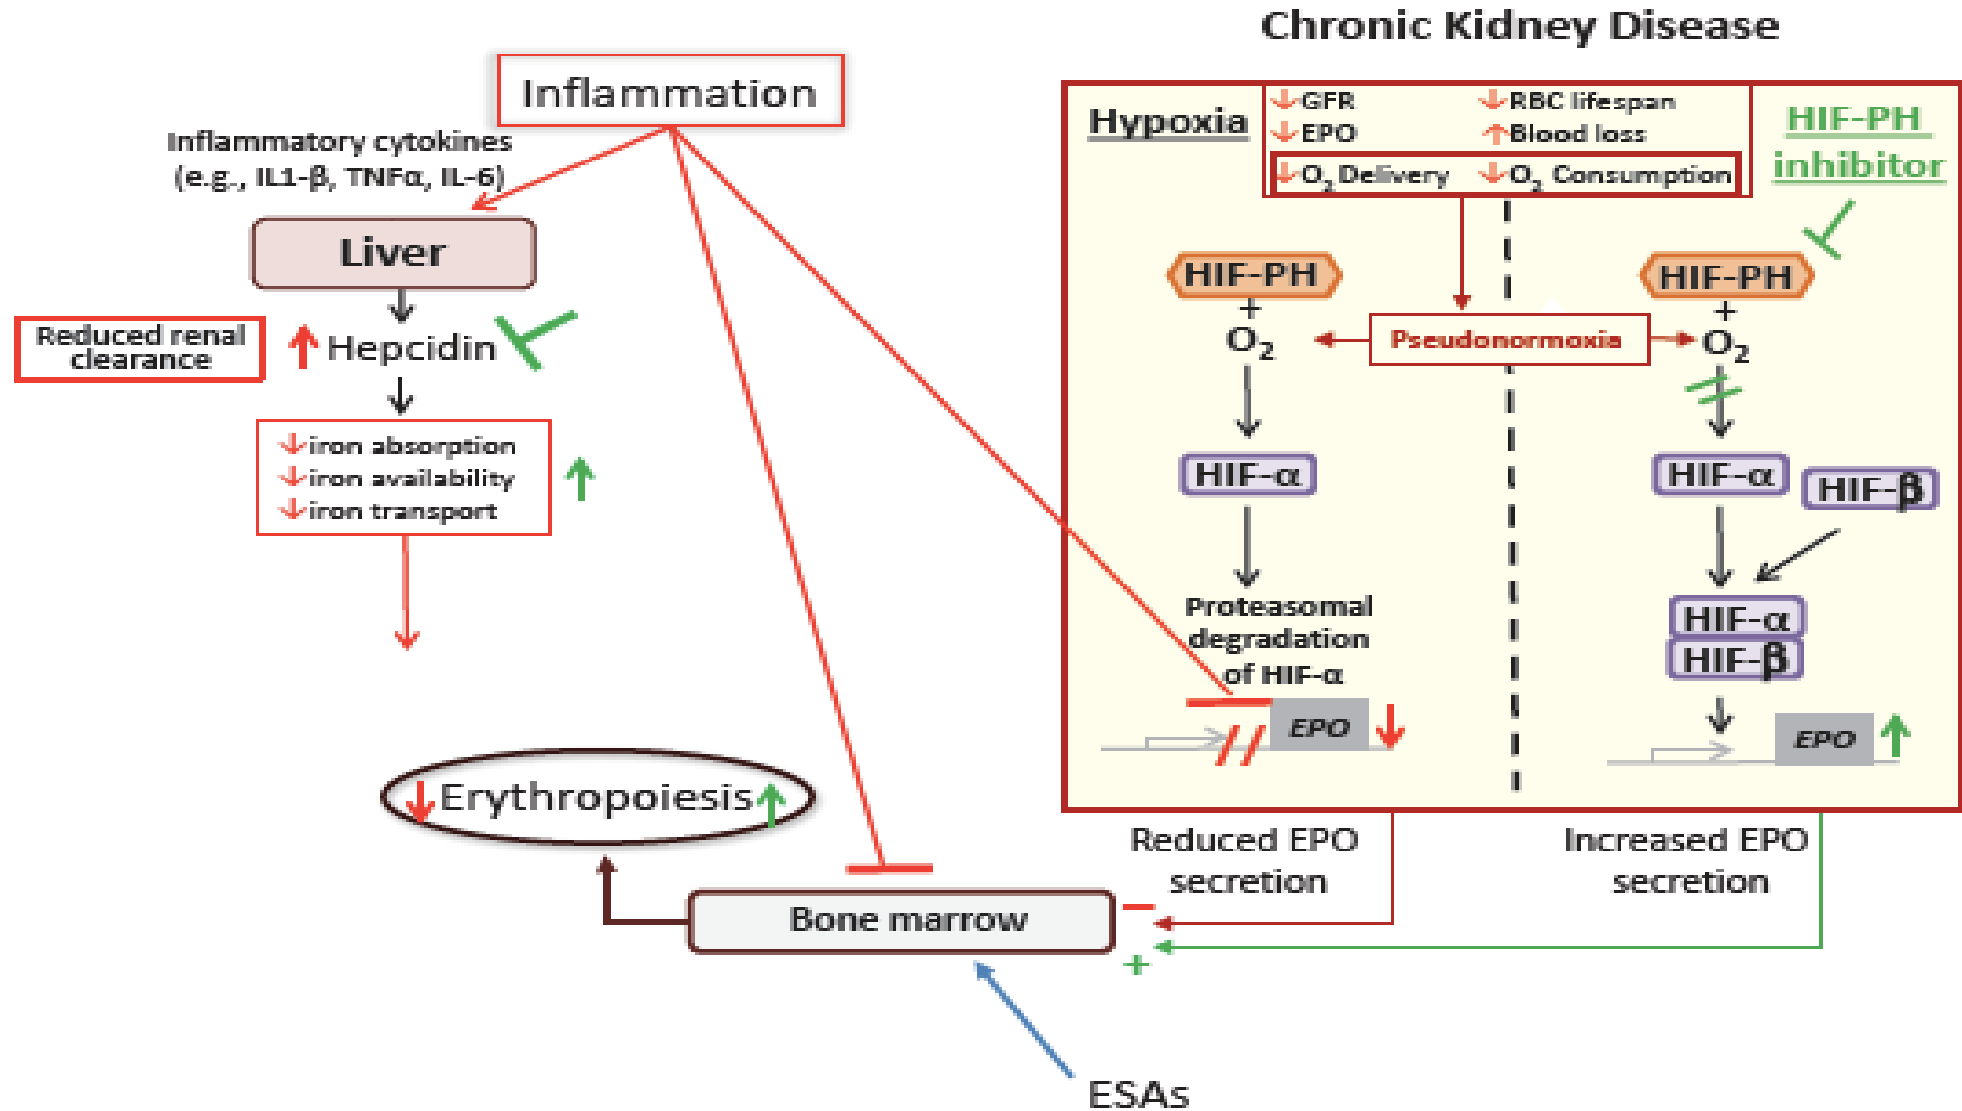 Chronic Kidney Disease
Inflammation
Inflammatory cytokines
(e.g., IL1-β, TNFα, IL-6)
Liver
Reduced renal
clearance
Hepcidin
↓iron absorption
↓iron availability
↓iron transport
Erythropoiesis
Bone marrow
ESAs
Hypoxia
↓GFR
↓EPO
↓O₂ Delivery
↓RBC lifespan
↑Blood loss
↓O₂ Consumption
HIF-PH
inhibitor
HIF-PH
+
O₂
Pseudonormoxia
HIF-PH
+
O₂
HIF-α
Proteasomal
degradation
of HIF-α
EPO
HIF-α
HIF-β
HIF-α
HIF-β
EPO
Reduced EPO
secretion
Increased EPO
secretion
−
+